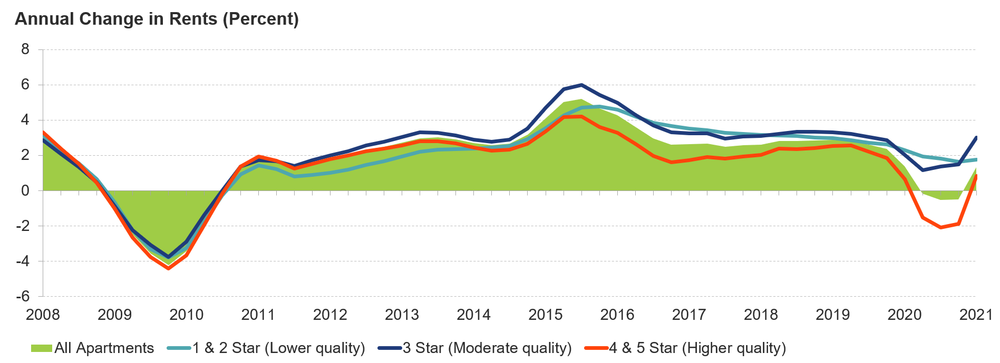 Annual Change in Rents (Percent)
8
6
4
2
0
-2
-4
-6
2008 2009 2010 2011 2012 2013 2014 2015 2016 2017 2018 2019 2020 2021
All Apartments 1 & 2 Star (Lower quality) 3 Star (Moderate quality) 4 & 5 Star (Higher quality)